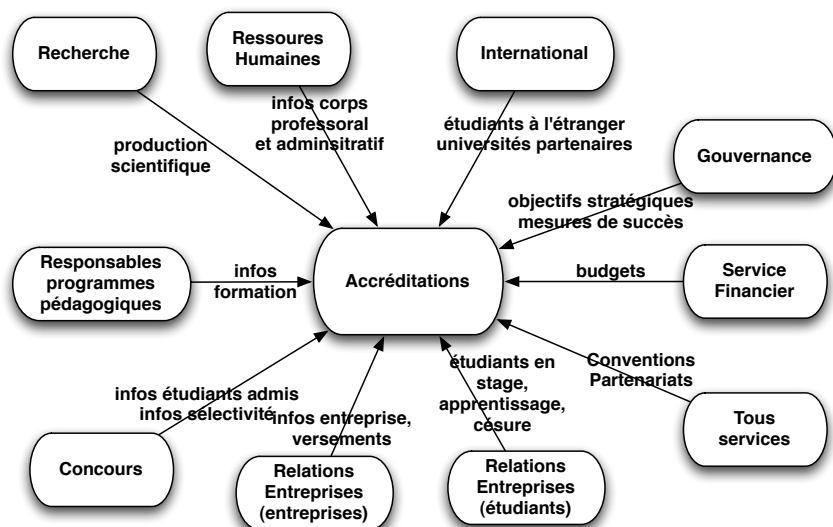 Recherche
Ressoures
Humaines
International
infos corps
professoral
et adminsitratif
étudiants à l'étranger
universités partenaires
production
scientifique
Gouvernance
objectifs stratégiques
mesures de succès
Responsables
programmes
pédagogiques
infos
formation
Accréditations
budgets
Service
Financier
étudiants en
stage,
apprentissage,
césure
Conventions
Partenariats
infos étudiants admis
infos sélectivité
infos entreprise,
versements
Tous
services
Concours
Relations
Entreprises
(entreprises)
Relations
Entreprises
(étudiants)